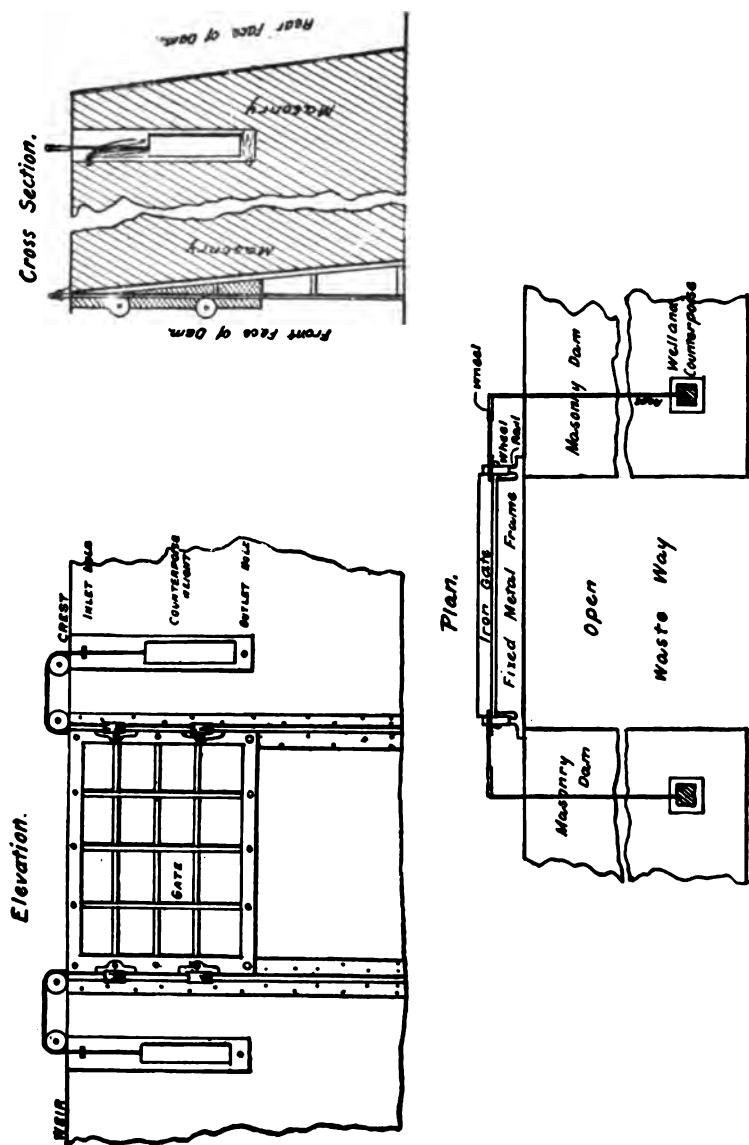 Cross Section.
Rear Face of Dam.
Masonry
Masonry
Front Face of Dam.
Elevation.
WEIR
CREST
INLET HOLE
COUNTERPOISE
OUTLET HOLE
GATE
Plan.
Wheel
Wheel
Rail
Iron Gate
Fixed Metal Frame
Masonry Dam
Masonry
Dam
Open
Waste Way
Well and
Counterpoise